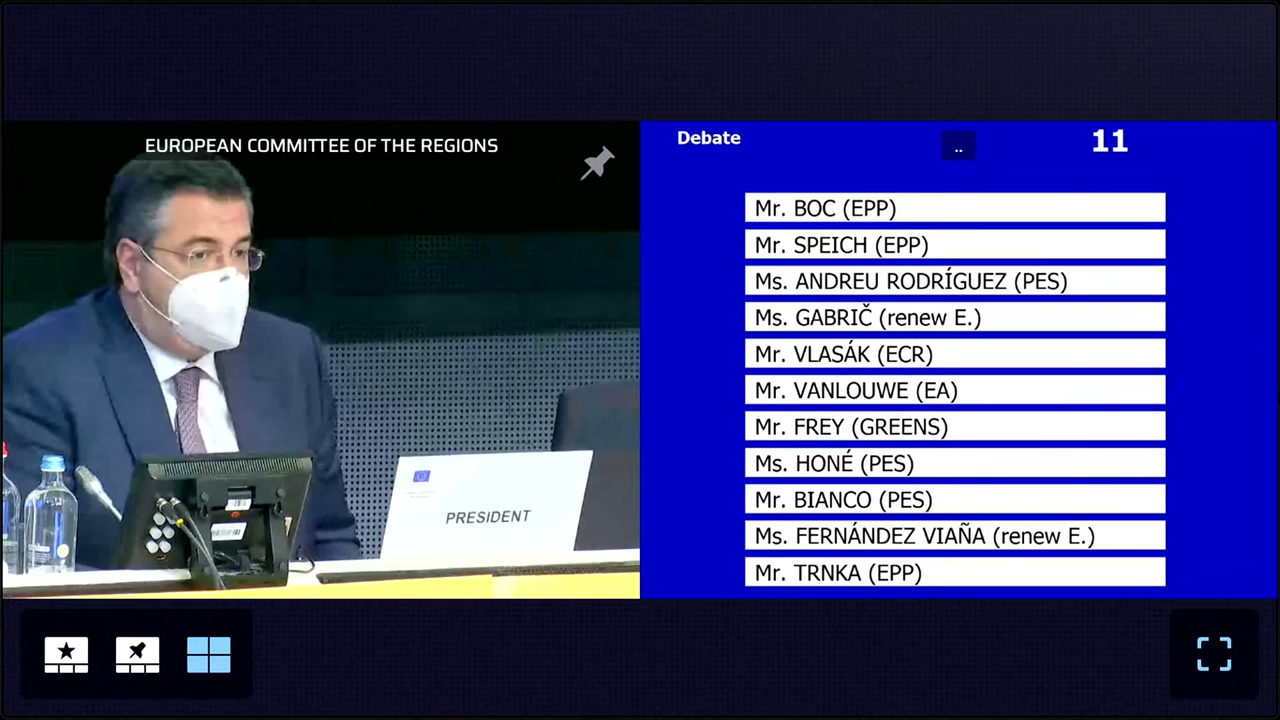 EUROPEAN COMMITTEE OF THE REGIONS
PRESIDENT
Debate
..
11
Mr. BOC (EPP)
Mr. SPEICH (EPP)
Ms. ANDREU RODRÍGUEZ (PES)
Ms. GABRIČ (renew E.)
Mr. VLASÁK (ECR)
Mr. VANLOUWE (EA)
Mr. FREY (GREENS)
Ms. HONÉ (PES)
Mr. BIANCO (PES)
Ms. FERNÁNDEZ VIAÑA (renew E.)
Mr. TRNKA (EPP)